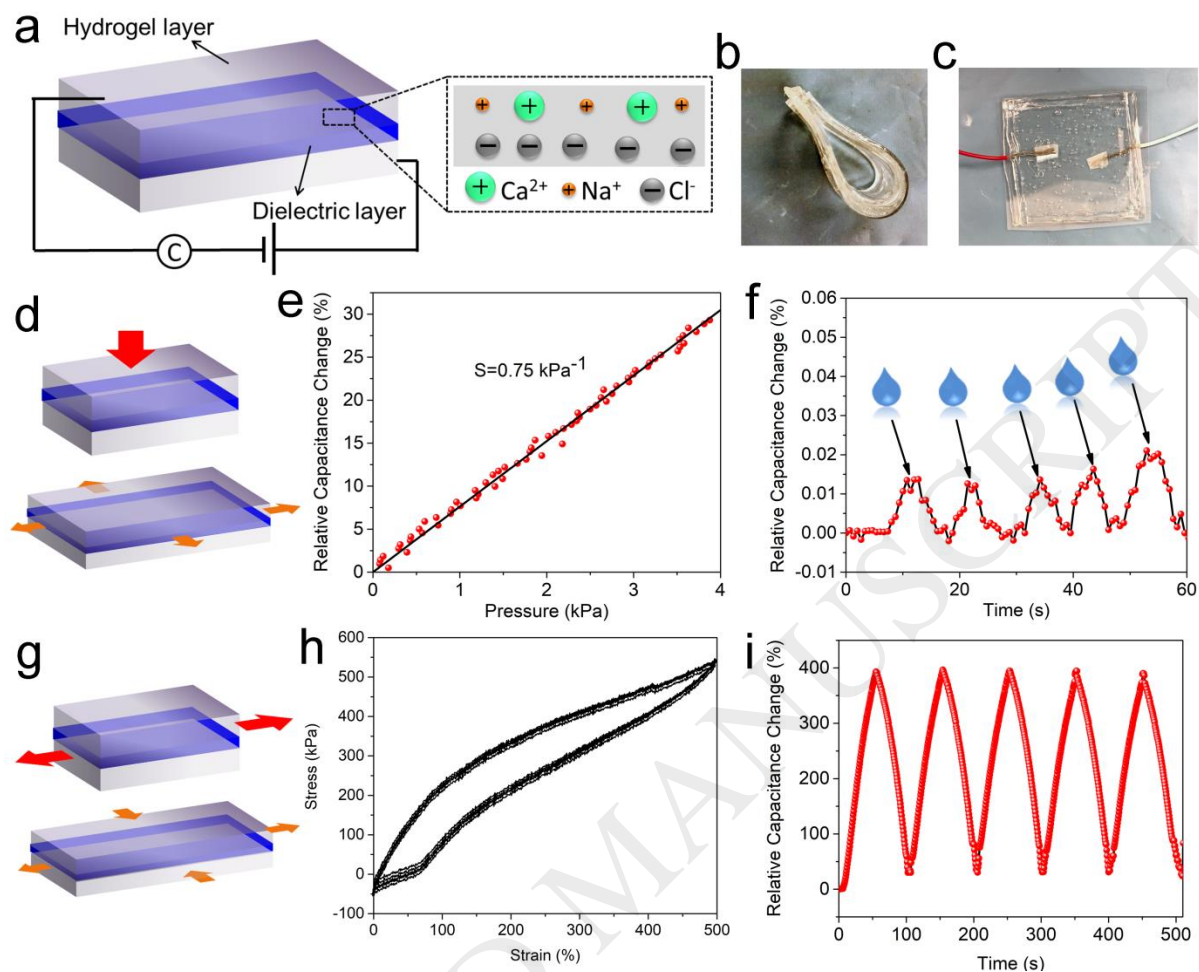 a
Hydrogel layer
Dielectric layer
C
+ + + + +
− − − − −
+ Ca²⁺ + Na⁺ − Cl⁻
b
c
d
e
Relative Capacitance Change (%)
30
25
20
15
10
5
0
S=0.75 kPa⁻¹
0 1 2 3 4
Pressure (kPa)
f
Relative Capacitance Change (%)
0.06
0.05
0.04
0.03
0.02
0.01
0.00
-0.01
0 20 40 60
Time (s)
g
h
Stress (kPa)
600
500
400
300
200
100
0
-100
0 100 200 300 400 500
Strain (%)
i
Relative Capacitance Change (%)
400
300
200
100
0
0 100 200 300 400 500
Time (s)
D MANUSCRIPT